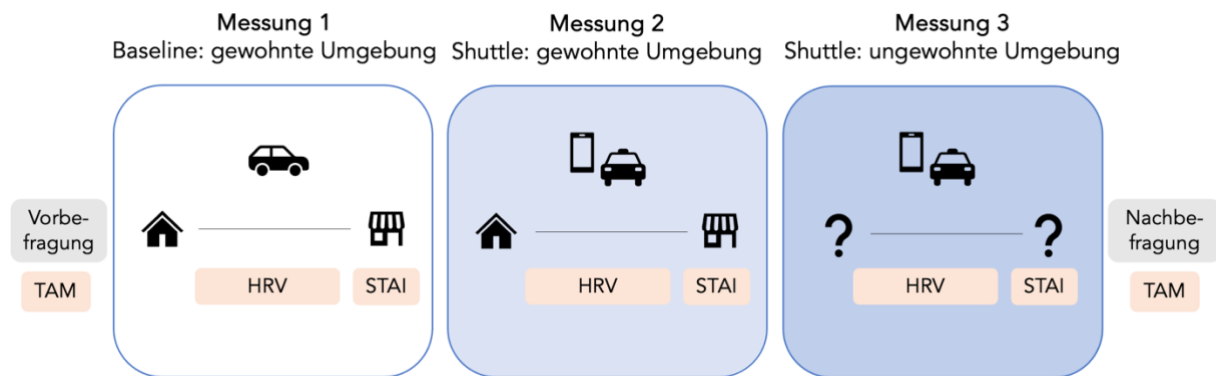 Messung 1
Baseline: gewohnte Umgebung
Messung 2
Shuttle: gewohnte Umgebung
Messung 3
Shuttle: ungewohnte Umgebung
Vorbe-
fragung
TAM
HRV
STAI
HRV
STAI
?
?
HRV
STAI
Nachbe-
fragung
TAM